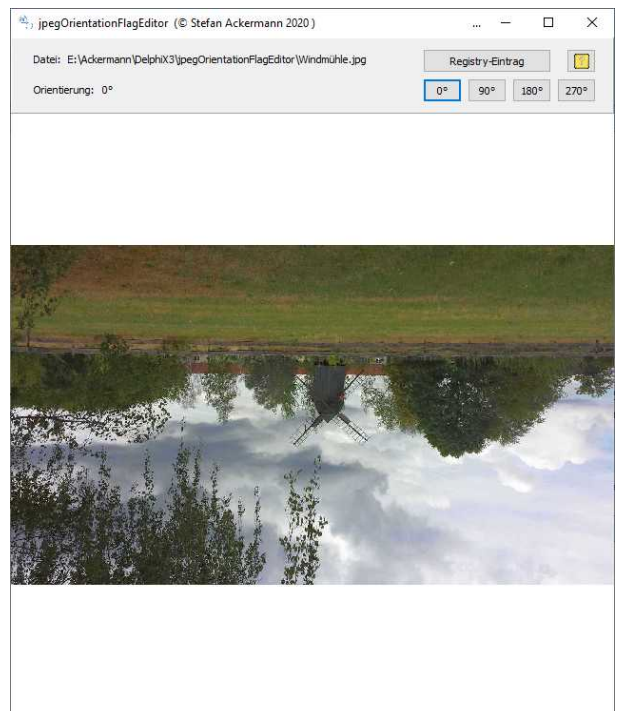 jpegOrientationFlagEditor (© Stefan Ackermann 2020 )
...
Datei: E:\Ackermann\DelphiX3\jpegOrientationFlagEditor\Windmühle.jpg
Registry-Eintrag
?
Orientierung: 0°
0° 90° 180° 270°